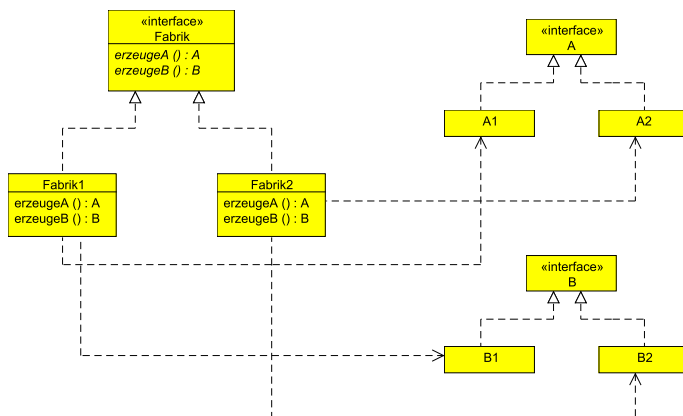 «interface»
Fabrik
erzeugeA () : A
erzeugeB () : B
«interface»
A
A1
A2
Fabrik1
erzeugeA () : A
erzeugeB () : B
Fabrik2
erzeugeA () : A
erzeugeB () : B
«interface»
B
B1
B2